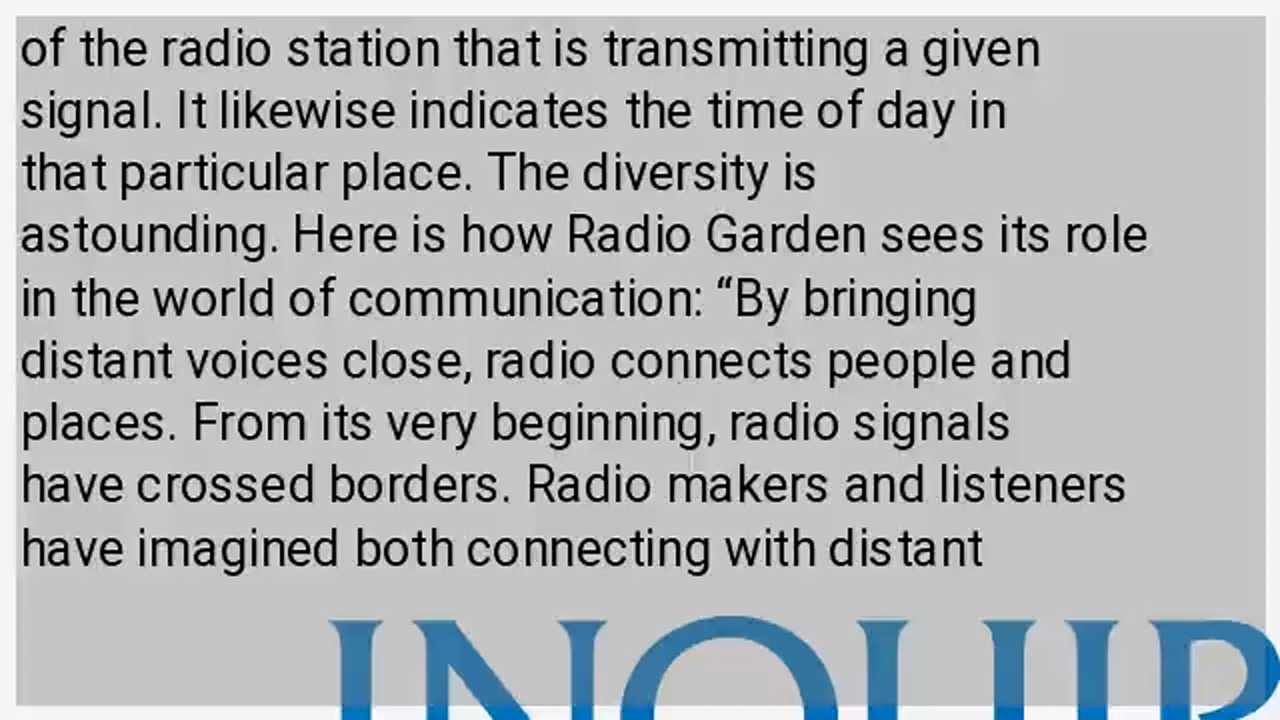 of the radio station that is transmitting a given
signal. It likewise indicates the time of day in
that particular place. The diversity is
astounding. Here is how Radio Garden sees its role
in the world of communication: “By bringing
distant voices close, radio connects people and
places. From its very beginning, radio signals
have crossed borders. Radio makers and listeners
have imagined both connecting with distant